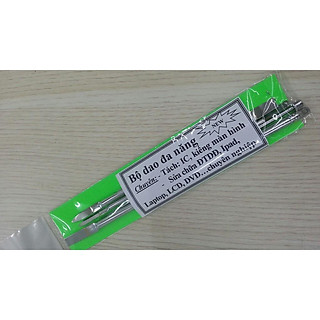 NEW
Bộ dao đa năng
Chuyên: - Tách: IC, kiếng màn hình
- Sửa chữa ĐTDĐ, Ipad,
Laptop, LCD, DVD,...chuyên nghiệp